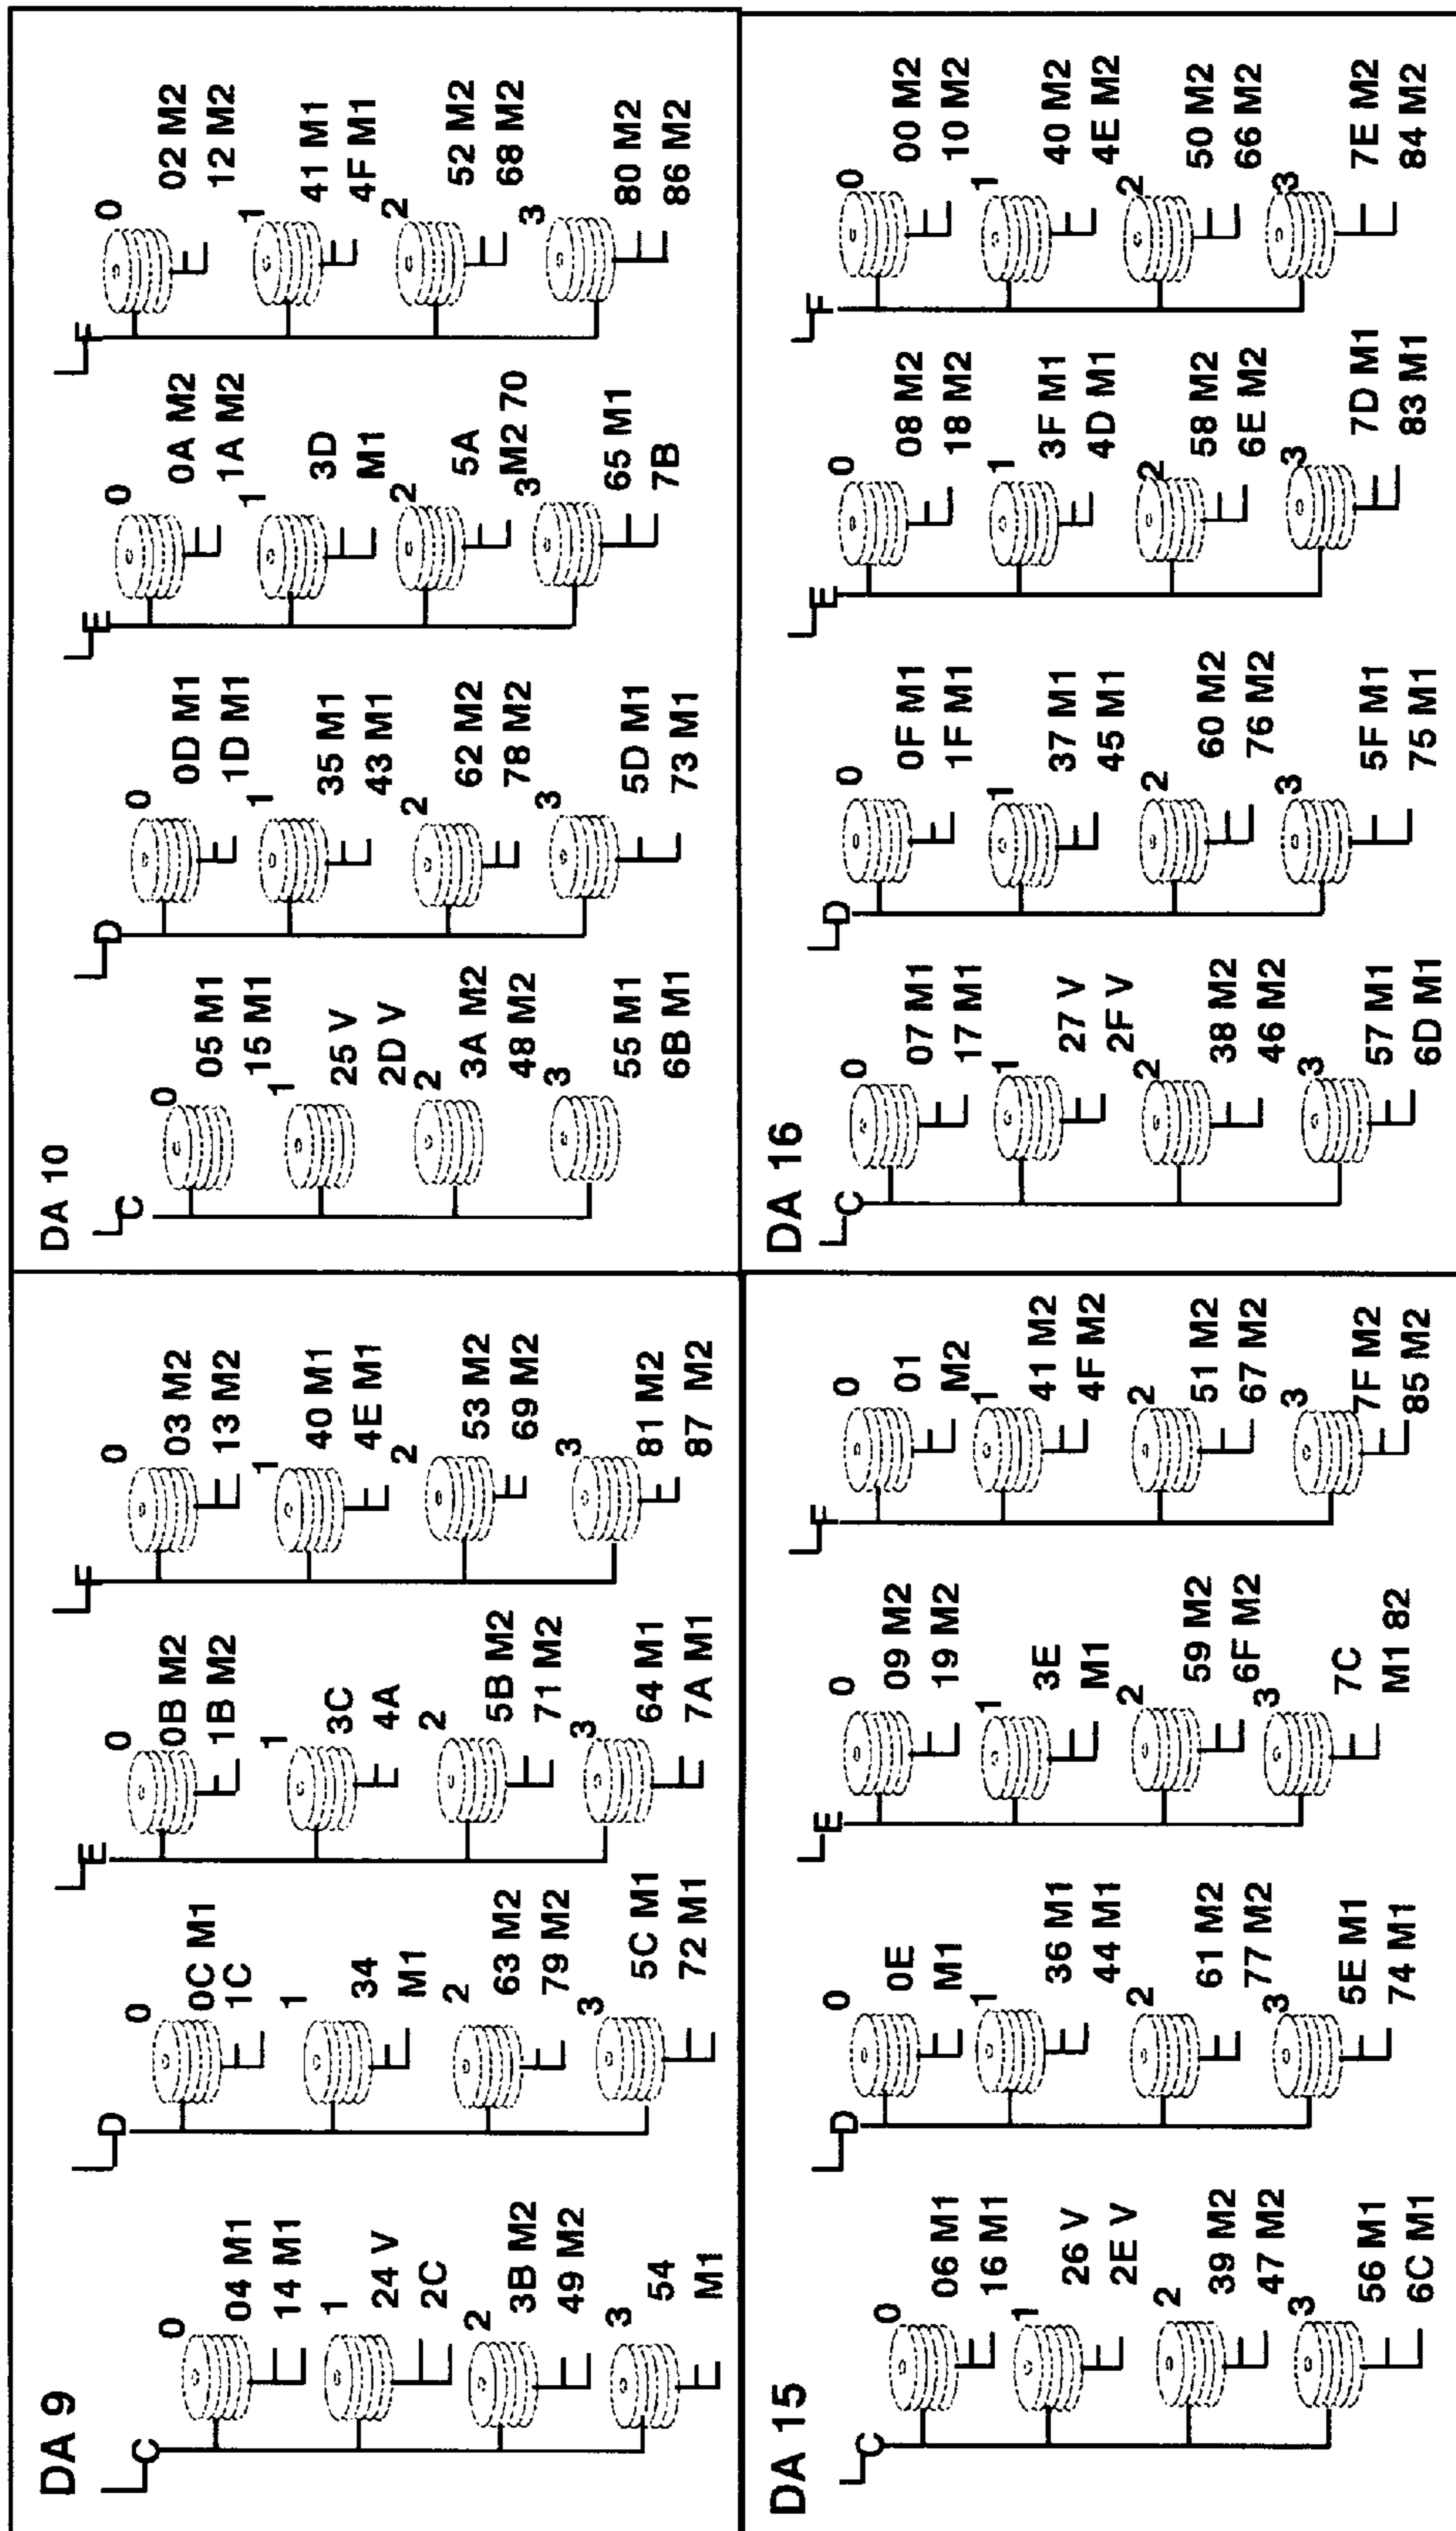 DA 9
C
0
04 M1
14 M1
1
24 V
2C
2
3B M2
49 M2
3
54
M1
D
0
0C M1
1C
1
34
M1
2
63 M2
79 M2
3
5C M1
72 M1
E
0
0B M2
1B M2
1
3C
4A
2
5B M2
71 M2
3
64 M1
7A M1
F
0
03 M2
13 M2
1
40 M1
4E M1
2
53 M2
69 M2
3
81 M2
87 M2
DA 10
C
0
05 M1
15 M1
1
25 V
2D V
2
3A M2
48 M2
3
55 M1
6B M1
D
0
0D M1
1D M1
1
35 M1
43 M1
2
62 M2
78 M2
3
5D M1
73 M1
E
0
0A M2
1A M2
1
3D
M1
2
5A
M2 70
3
65 M1
7B
F
0
02 M2
12 M2
1
41 M1
4F M1
2
52 M2
68 M2
3
80 M2
86 M2
DA 15
C
0
06 M1
16 M1
1
26 V
2E V
2
39 M2
47 M2
3
56 M1
6C M1
D
0
0E
M1
1
36 M1
44 M1
2
61 M2
77 M2
3
5E M1
74 M1
E
0
09 M2
19 M2
1
3E
M1
2
59 M2
6F M2
3
7C
M1 82
F
0
01
M2
1
41 M2
4F M2
2
51 M2
67 M2
3
7F M2
85 M2
DA 16
C
0
07 M1
17 M1
1
27 V
2F V
2
38 M2
46 M2
3
57 M1
6D M1
D
0
0F M1
1F M1
1
37 M1
45 M1
2
60 M2
76 M2
3
5F M1
75 M1
E
0
08 M2
18 M2
1
3F M1
4D M1
2
58 M2
6E M2
3
7D M1
83 M1
F
0
00 M2
10 M2
1
40 M2
4E M2
2
50 M2
66 M2
3
7E M2
84 M2